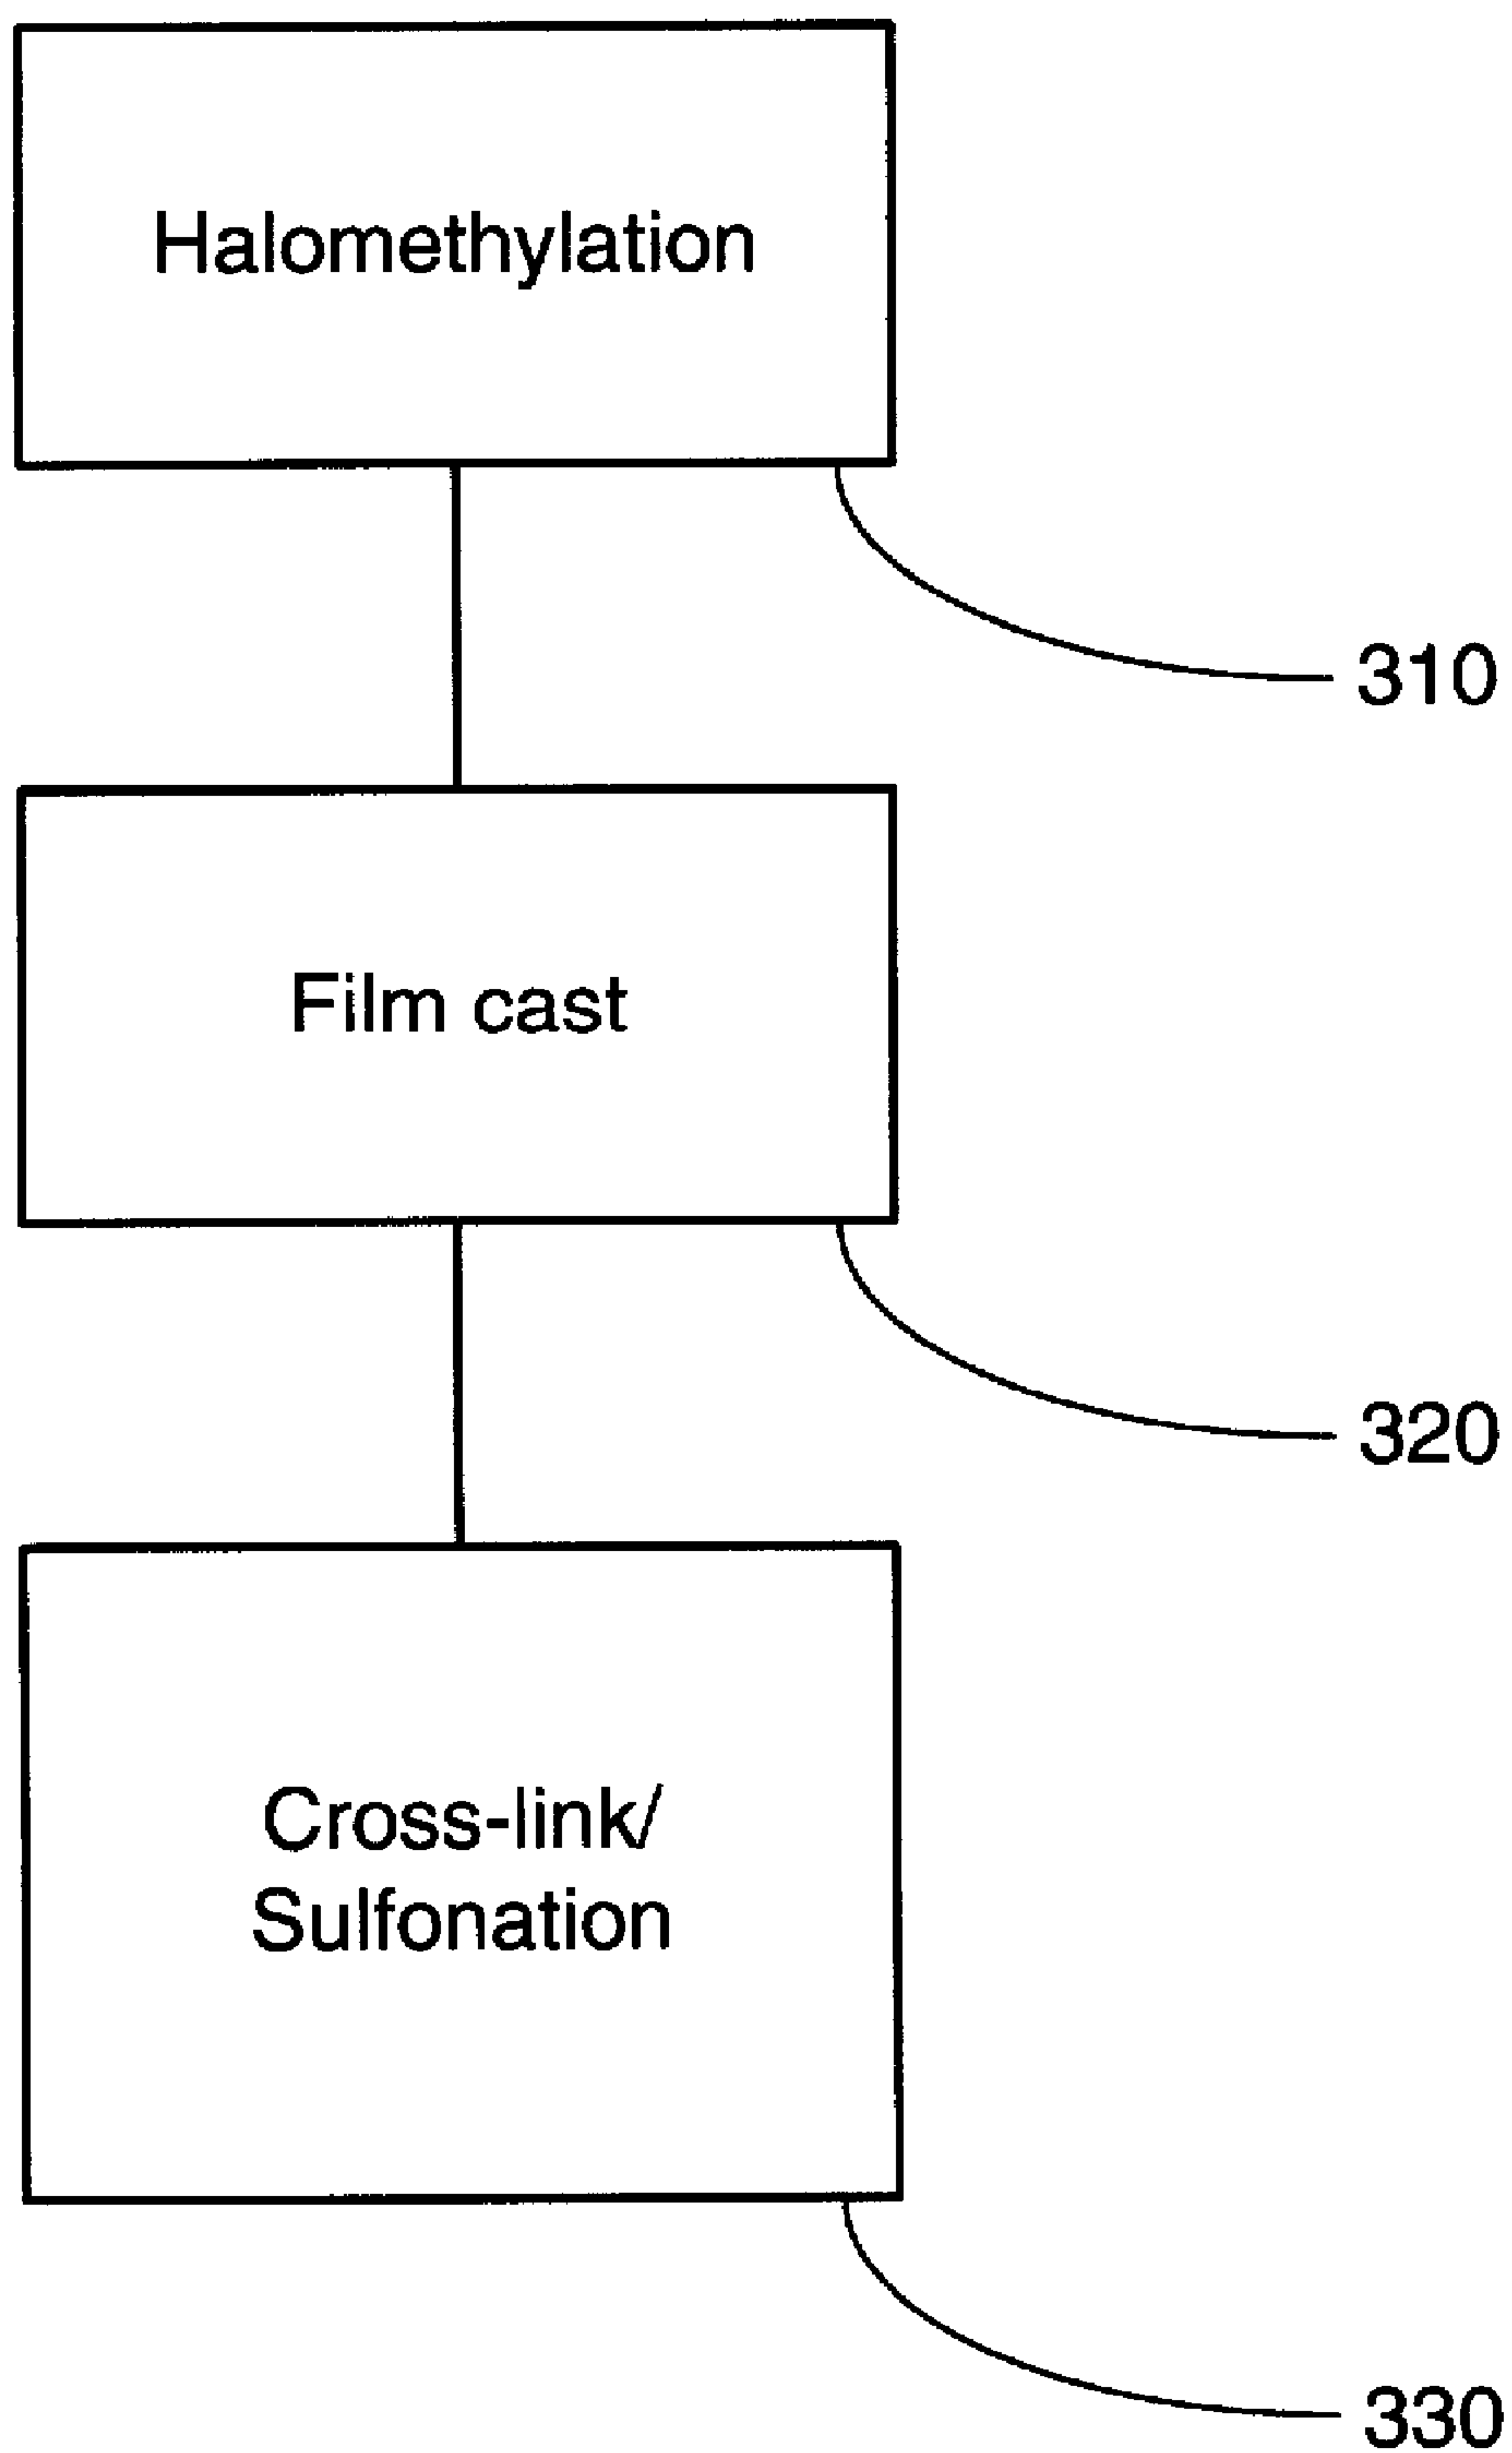 Halomethylation
310
Film cast
320
Cross-link/
Sulfonation
330